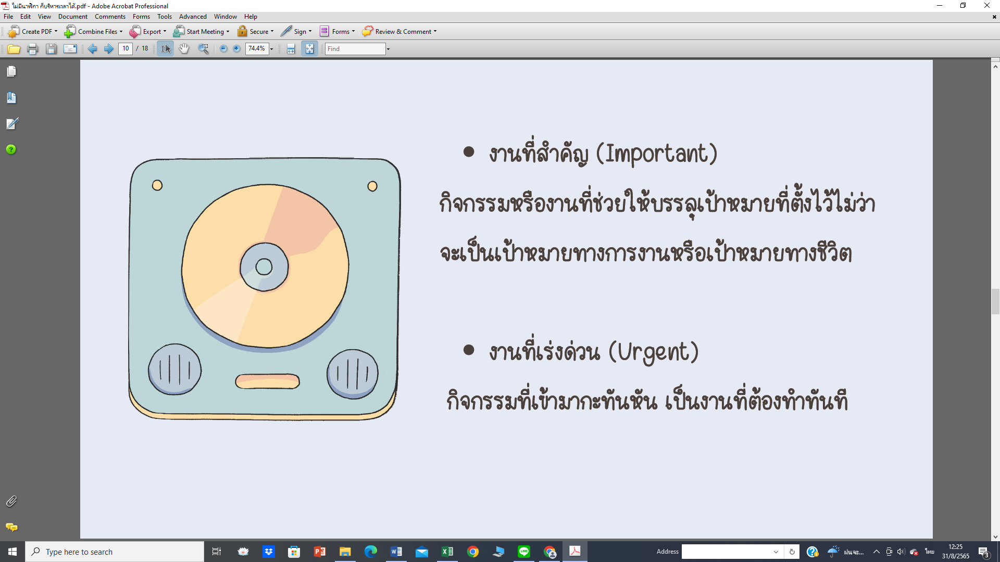 ไม่มีนาฬิกา ก็บริหารเวลาได้.pdf - Adobe Acrobat Professional
File Edit View Document Comments Forms Tools Advanced Window Help
Create PDF Combine Files Export Start Meeting Secure Sign Forms Review & Comment
10 / 18 74.4% Find
• งานที่สำคัญ (Important)
กิจกรรมหรืองานที่ช่วยให้บรรลุเป้าหมายที่ตั้งไว้ไม่ว่า
จะเป็นเป้าหมายทางการงานหรือเป้าหมายทางชีวิต
• งานที่เร่งด่วน (Urgent)
กิจกรรมที่เข้ามากะทันหัน เป็นงานที่ต้องทำทันที
Type here to search Address ฝนจะ... ไทย 12:25
31/8/2565 3